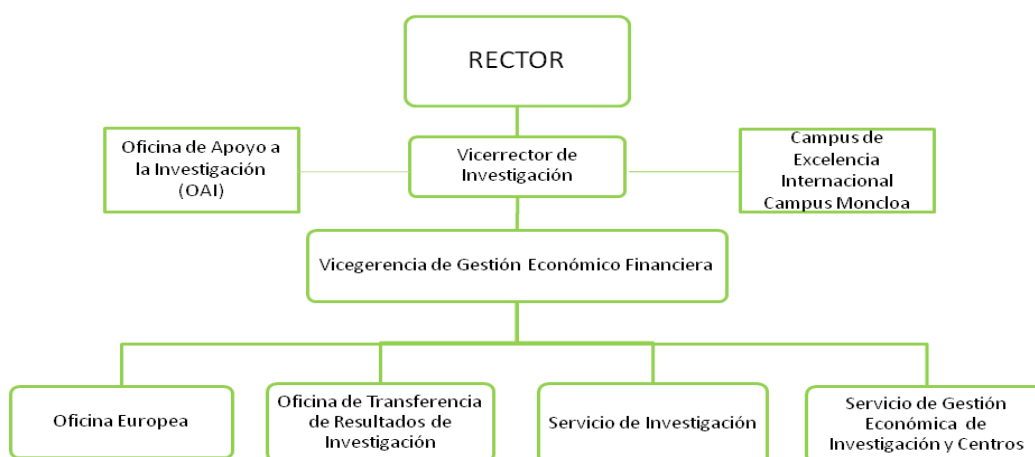 RECTOR
Oficina de Apoyo a
la Investigación
(OAI)
Vicerrector de
Investigación
Campus de
Excelencia
Internacional
Campus Moncloa
Vicegerencia de Gestión Económico Financiera
Oficina Europea
Oficina de Transferencia
de Resultados de
Investigación
Servicio de Investigación
Servicio de Gestión
Económica de
Investigación y Centros